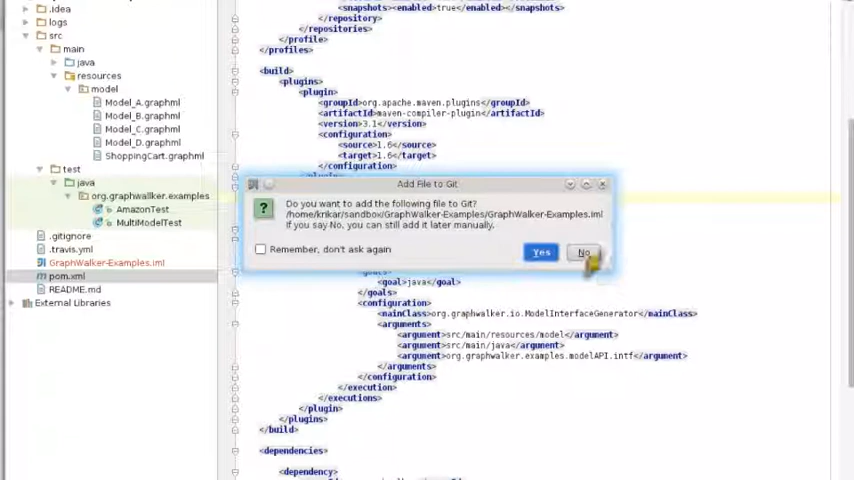 .idea
logs
src
main
java
resources
model
Model_A.graphml
Model_B.graphml
Model_C.graphml
Model_D.graphml
ShoppingCart.graphml
test
java
org.graphwallker.examples
AmazonTest
MultiModelTest
.gitignore
.travis.yml
GraphWalker-Examples.iml
pom.xml
README.md
External Libraries
<snapshots><enabled>true</enabled></snapshots>
</repository>
</repositories>
</profile>
</profiles>
<build>
<plugins>
<plugin>
<groupId>org.apache.maven.plugins</groupId>
<artifactId>maven-compiler-plugin</artifactId>
<version>3.1</version>
<configuration>
<source>1.6</source>
<target>1.6</target>
</configuration>
</plugin>
Add File to Git
Do you want to add the following file to Git?
/home/krikar/sandbox/GraphWalker-Examples/GraphWalker-Examples.iml
If you say No, you can still add it later manually.
Remember, don't ask again
Yes
No
<goal>java</goal>
</goals>
<configuration>
<mainClass>org.graphwalker.io.ModelInterfaceGenerator</mainClass>
<arguments>
<argument>src/main/resources/model</argument>
<argument>src/main/java</argument>
<argument>org.graphwalker.examples.modelAPI.intf</argument>
</arguments>
</configuration>
</execution>
</executions>
</plugin>
</plugins>
</build>
<dependencies>
<dependency>